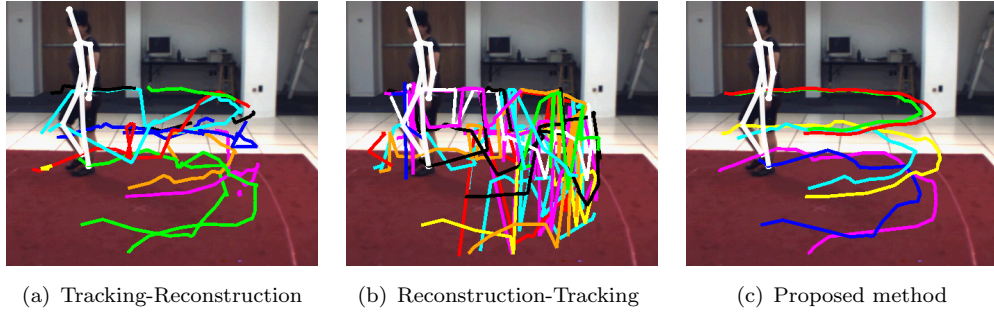 (a) Tracking-Reconstruction
(b) Reconstruction-Tracking
(c) Proposed method